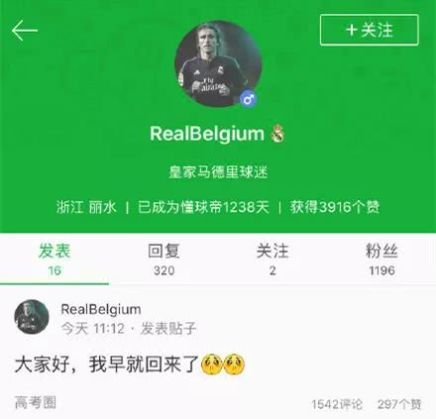 +关注
RealBelgium
皇家马德里球迷
浙江 丽水 | 已成为懂球帝1238天 | 获得3916个赞
发表 回复 关注 粉丝
16 320 2 1196
RealBelgium
今天 11:12 · 发表贴子
大家好，我早就回来了
高考圈 1542评论 297个赞